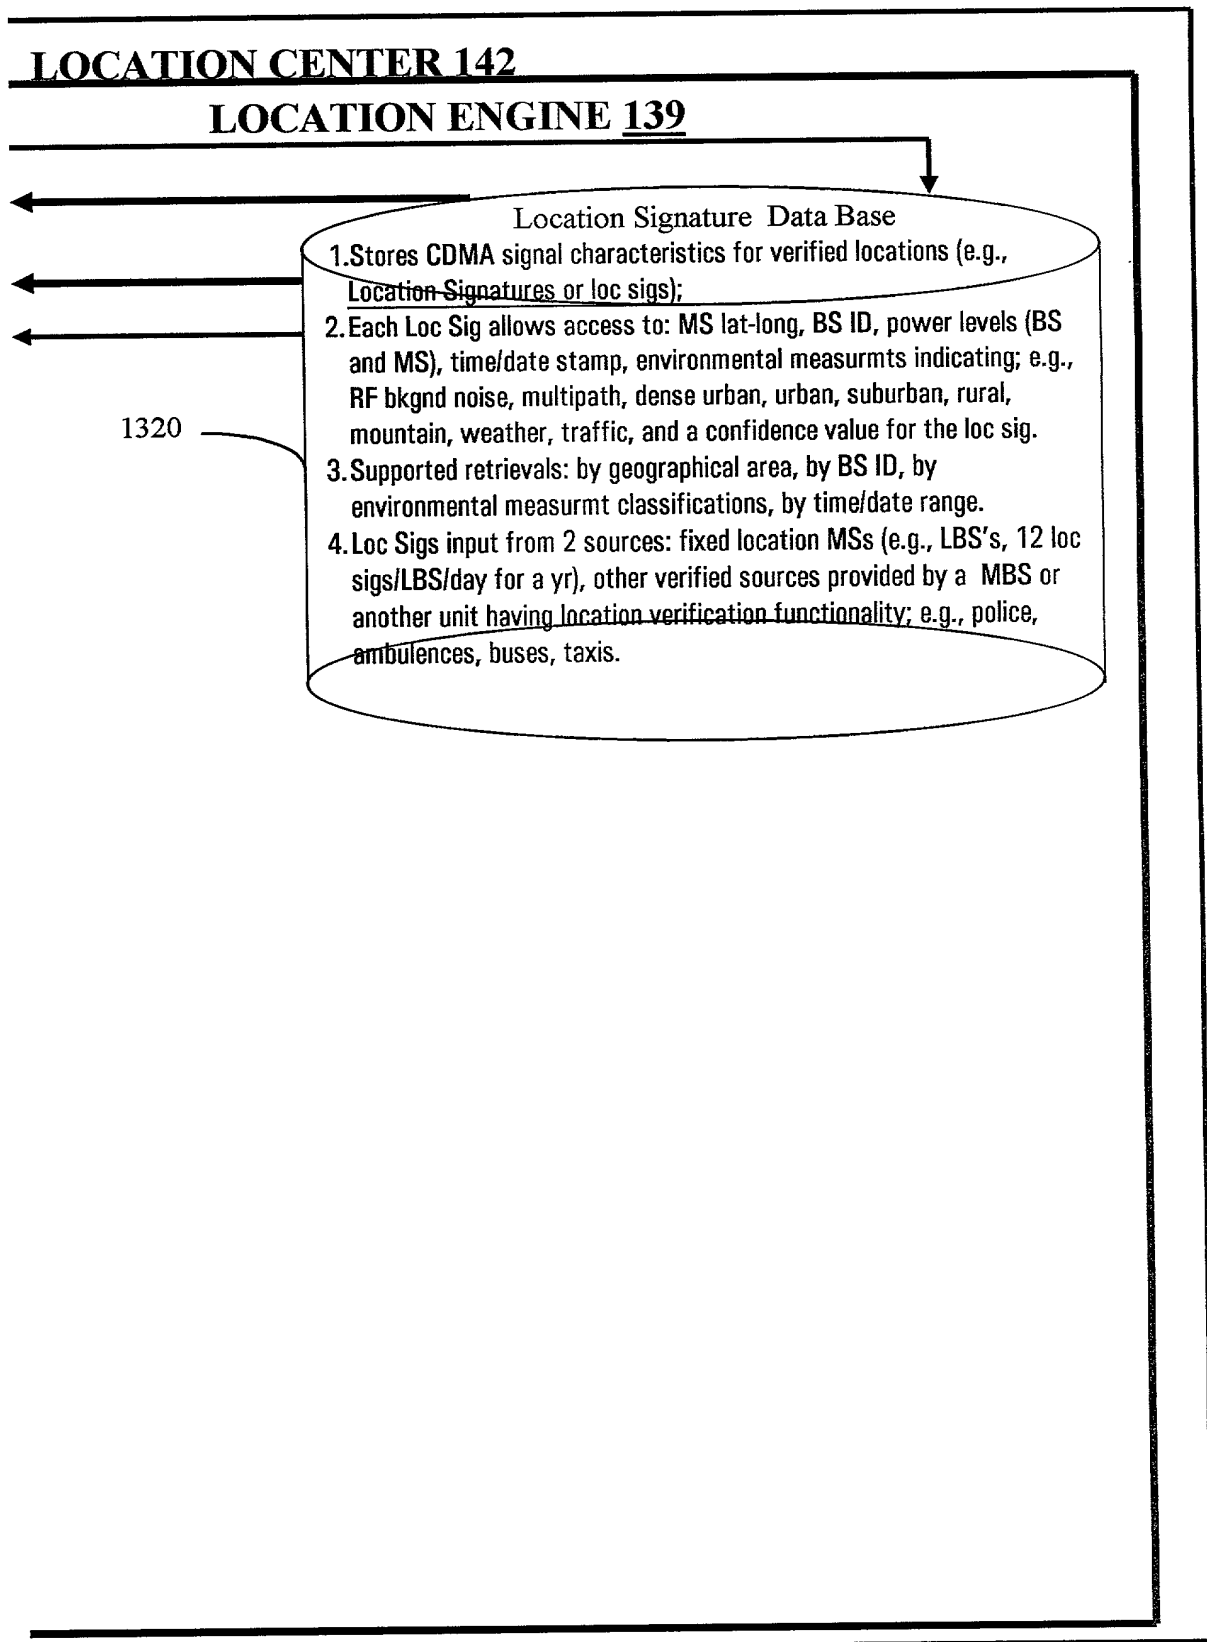 LOCATION CENTER 142
LOCATION ENGINE 139
Location Signature Data Base
1.Stores CDMA signal characteristics for verified locations (e.g.,
Location Signatures or loc sigs);
2.Each Loc Sig allows access to: MS lat-long, BS ID, power levels (BS
and MS), time/date stamp, environmental measurmts indicating; e.g.,
RF bkgnd noise, multipath, dense urban, urban, suburban, rural,
mountain, weather, traffic, and a confidence value for the loc sig.
1320
3.Supported retrievals: by geographical area, by BS ID, by
environmental measurmt classifications, by time/date range.
4.Loc Sigs input from 2 sources: fixed location MSs (e.g., LBS's, 12 loc
sigs/LBS/day for a yr), other verified sources provided by a MBS or
another unit having location verification functionality; e.g., police,
ambulences, buses, taxis.